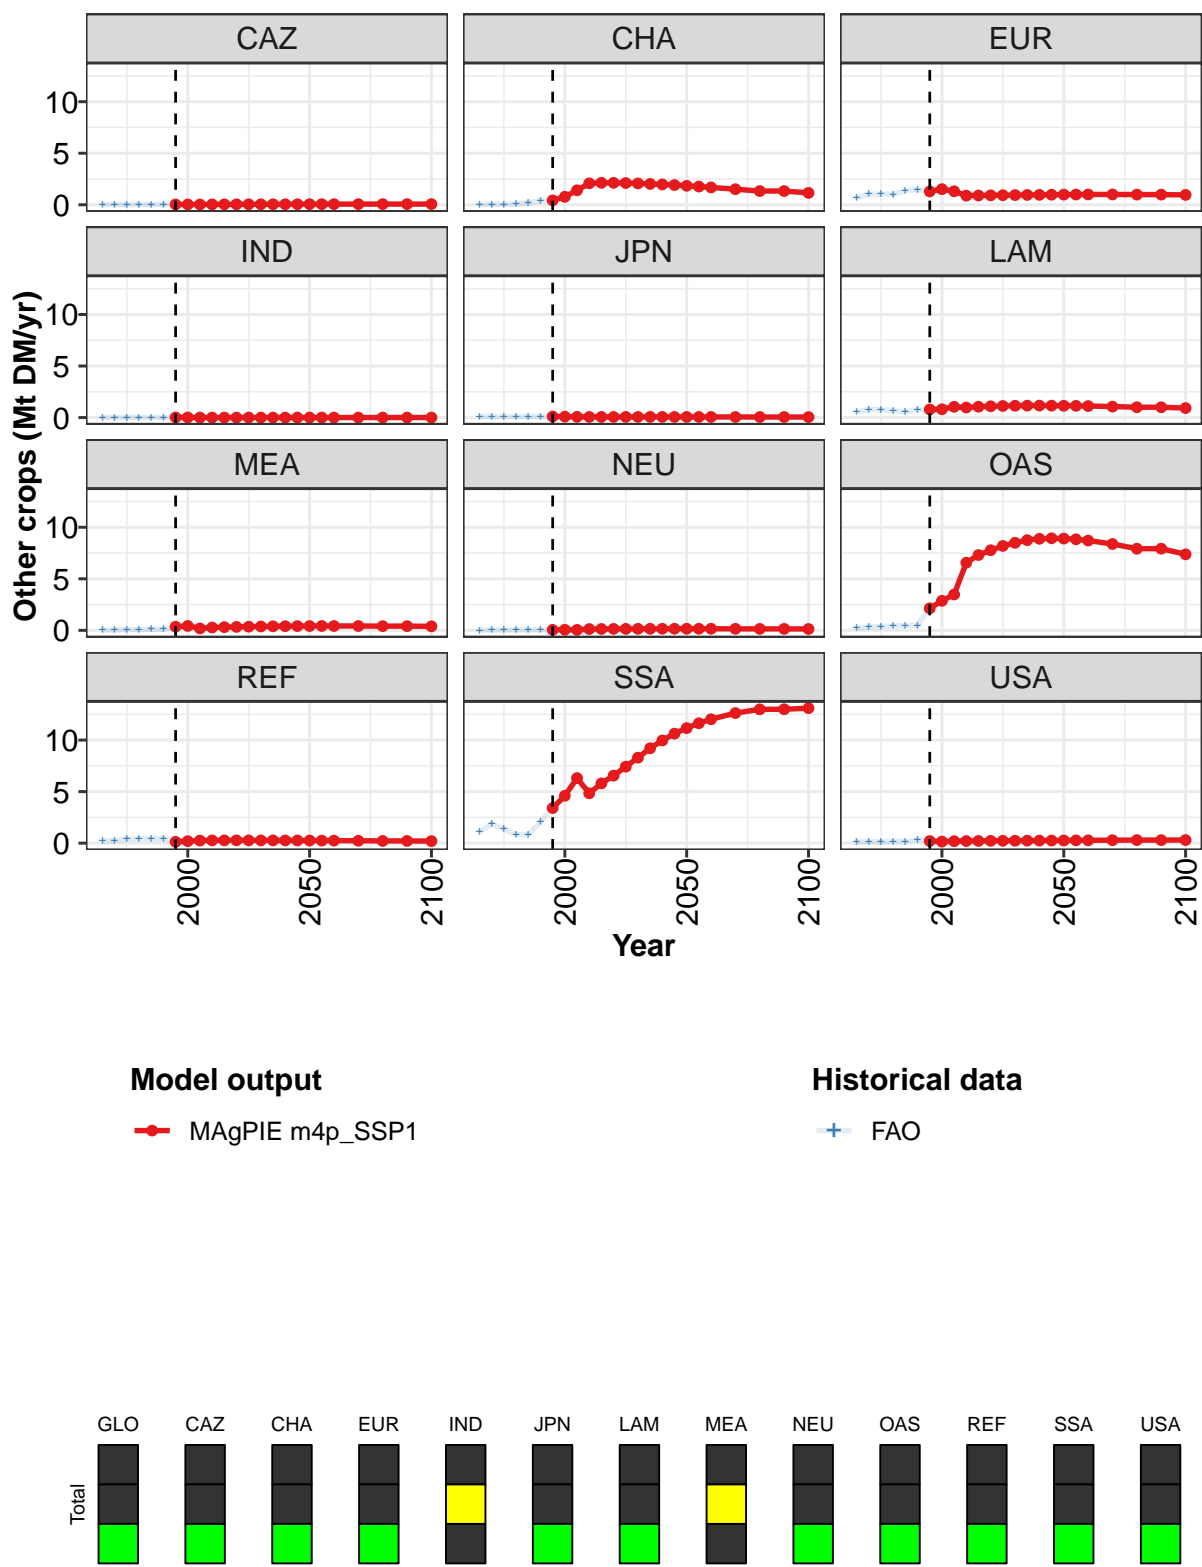 CAZ CHA EUR
10
5
0
IND JPN LAM
10
5
0
MEA NEU OAS
10
5
0
REF SSA USA
10
5
0
Other crops (Mt DM/yr)
2000 2050 2100 2000 2050 2100 2000 2050 2100
Year
Model output Historical data
MAgPIE m4p_SSP1 FAO
GLO CAZ CHA EUR IND JPN LAM MEA NEU OAS REF SSA USA
Total